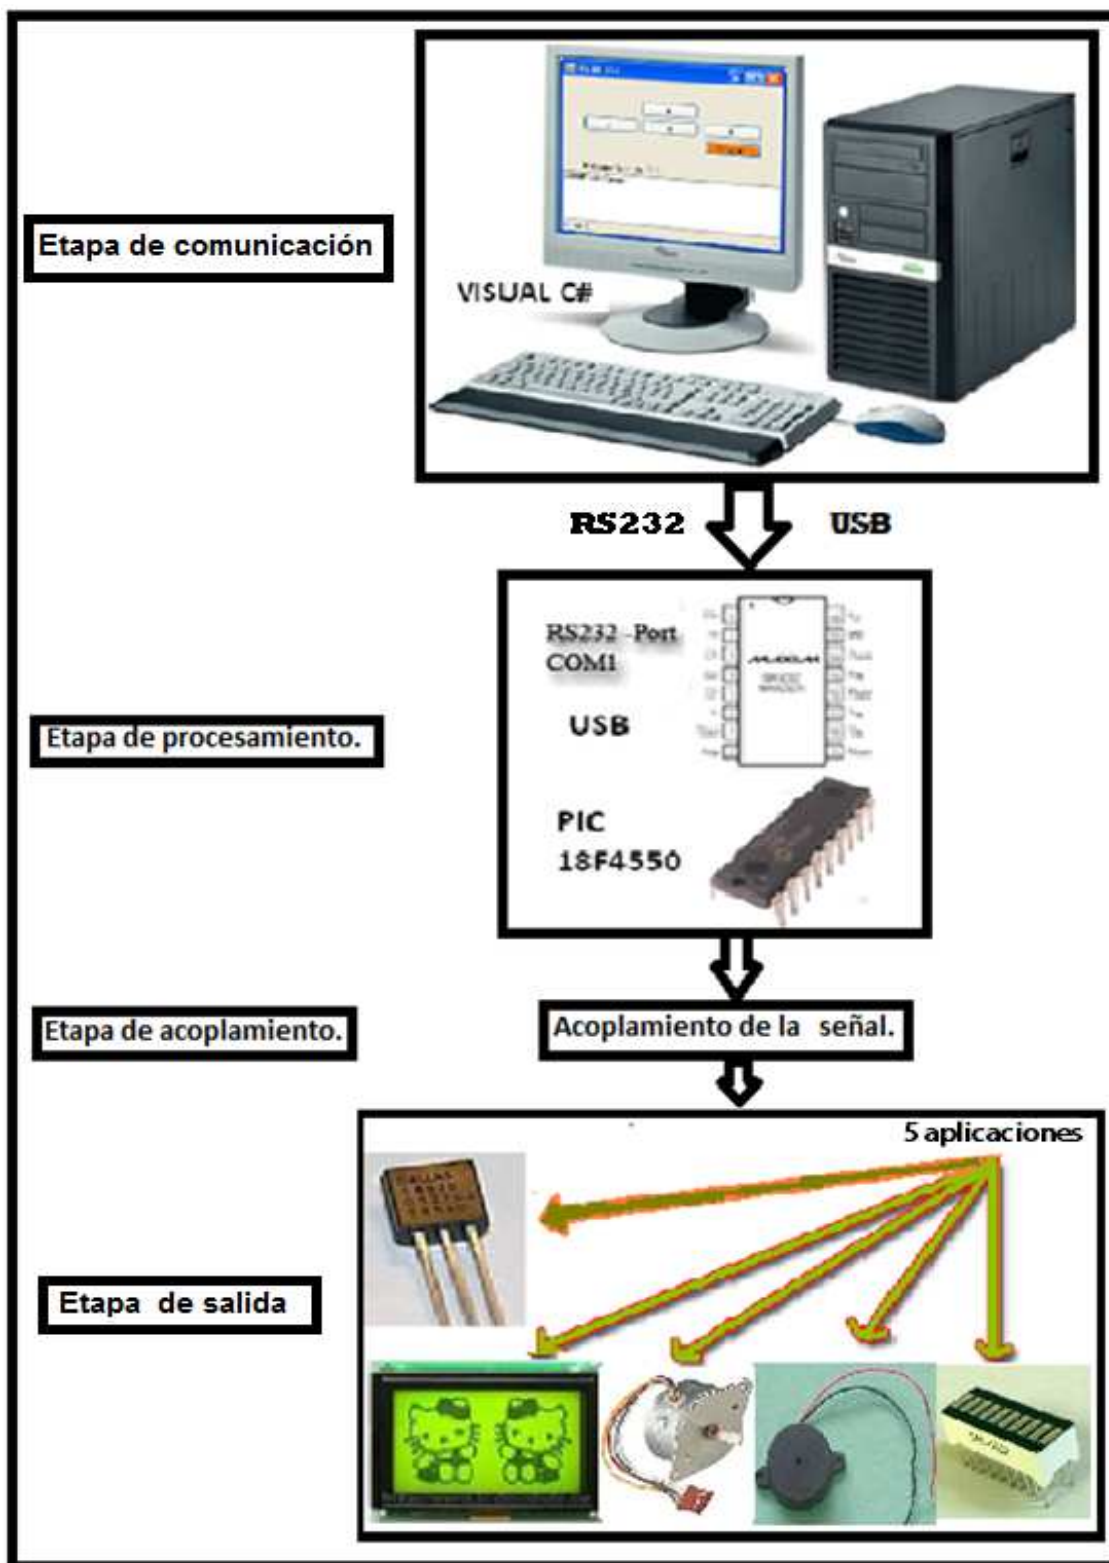 Etapa de comunicación
VISUAL C#
RS232
USB
RS232 -Port
COM1
USB
Etapa de procesamiento.
PIC
18F4550
Etapa de acoplamiento.
Acoplamiento de la señal.
5 aplicaciones
DALLAS
Etapa de salida